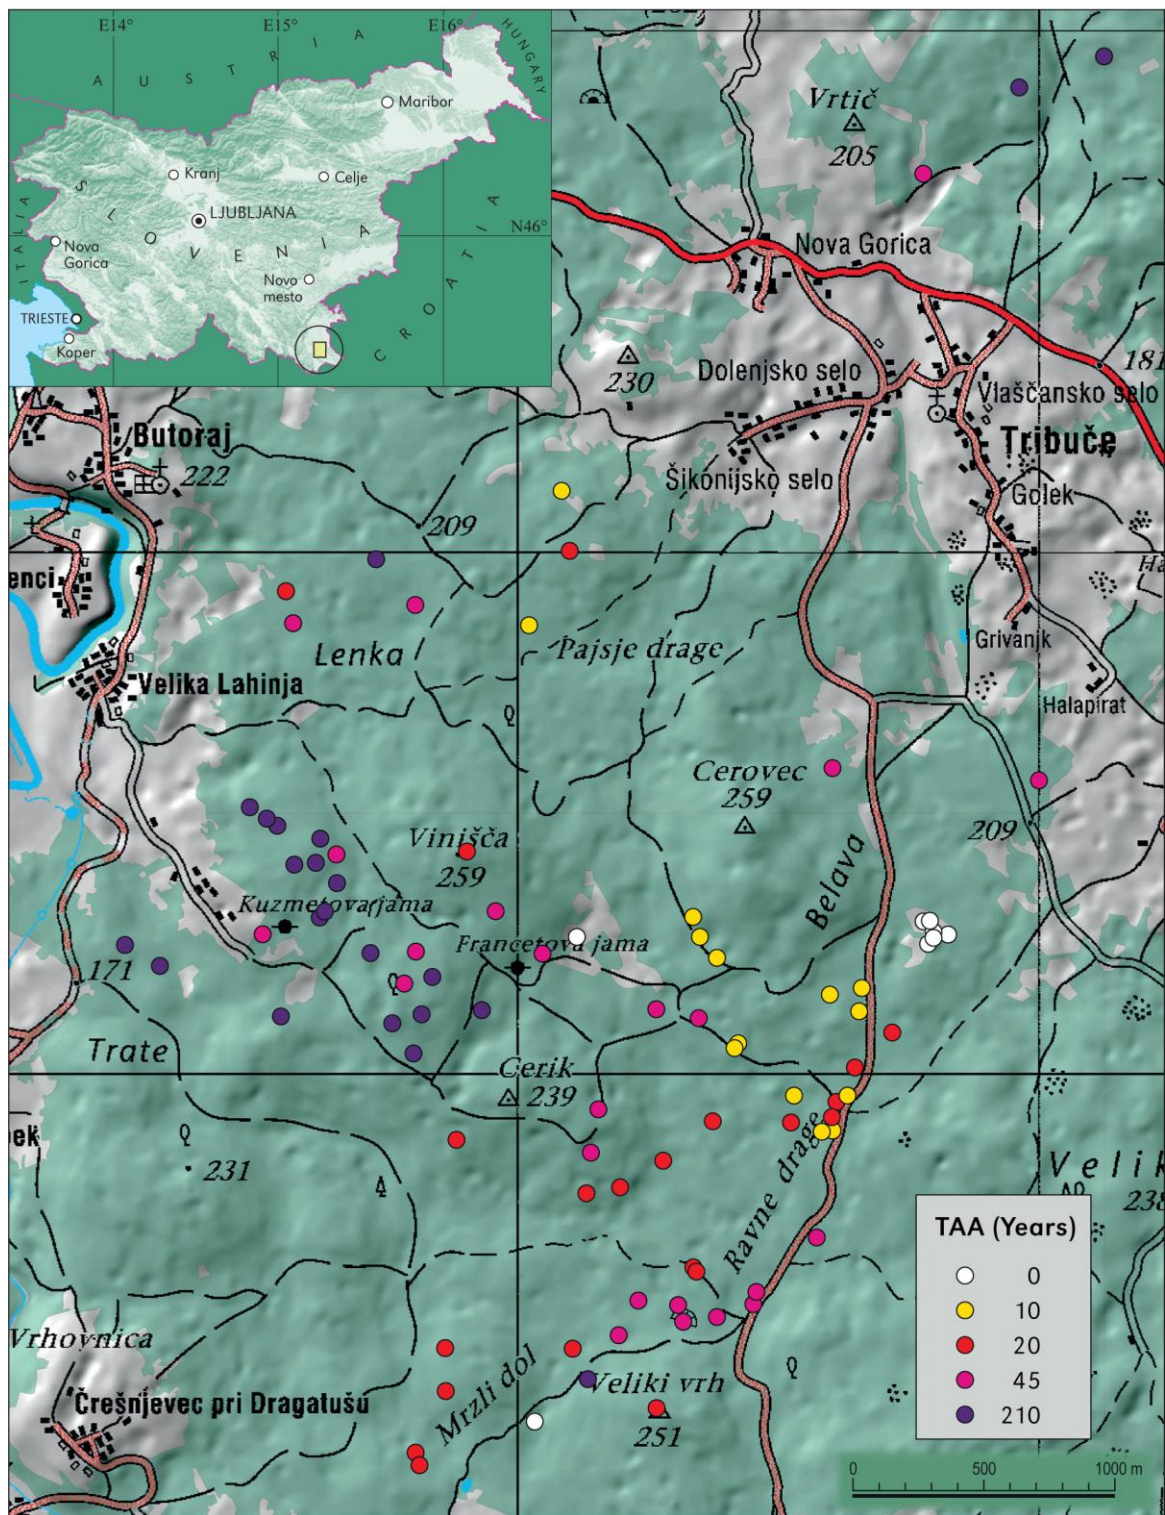 E14°
E15°
E16°
AUSTRIA
HUNGARY
Maribor
Kranj
Celje
ITALIA
SLOVENIA
LJUBLJANA
N46°
Nova
Gorica
Novo
mesto
CROATIA
TRIESTE
Koper
Vrtič
205
Nova Gorica
230
Dolenjsko selo
181
Vlaščansko selo
Butoraj
222
Tribuče
Šikonijsko selo
Golek
209
enci
Grivanjk
Lenka
Pajsje drage
Velika Lahinja
Halapirat
Cerovec
259
209
Vinišča
259
Belava
Kuzmetova jama
Francetova jama
171
Trate
Cerik
239
231
Ravne drage
Velik
238
TAA (Years)
0
10
20
45
210
Vrhovnica
Mrzli dol
Veliki vrh
251
Črešnjevec pri Dragatušu
0 500 1000 m